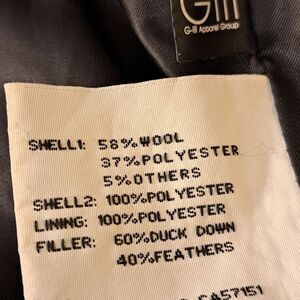 GIII
G-III Apparel Group
SHELL1: 58%WOOL
37%POLYESTER
5%OTHERS
SHELL2: 100%POLYESTER
LINING: 100%POLYESTER
FILLER: 60%DUCK DOWN
40%FEATHERS